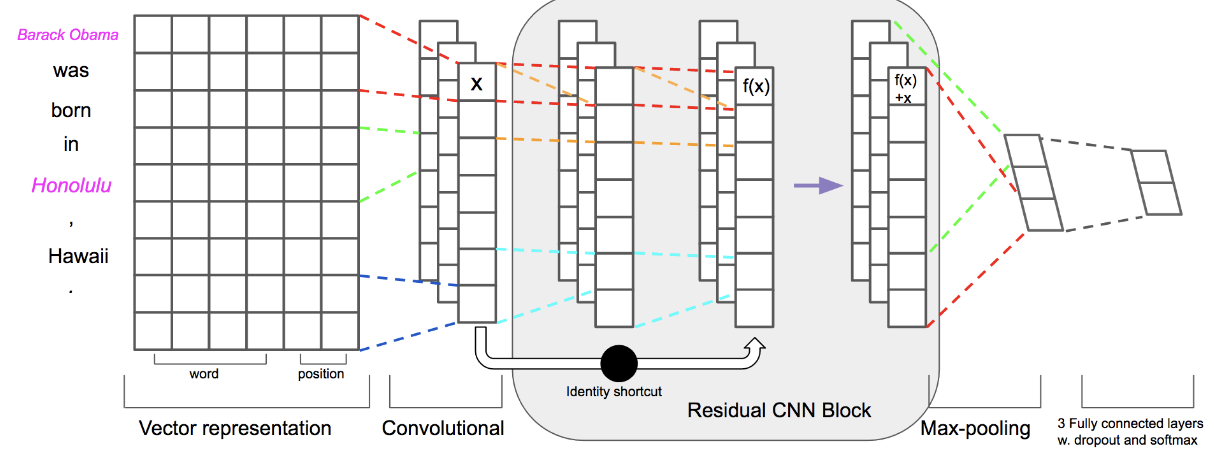 Barack Obama
was
born
in
Honolulu
,
Hawaii
.
X
f(x)
f(x)
+x
word
position
Identity shortcut
Vector representation
Convolutional
Residual CNN Block
Max-pooling
3 Fully connected layers
w. dropout and softmax